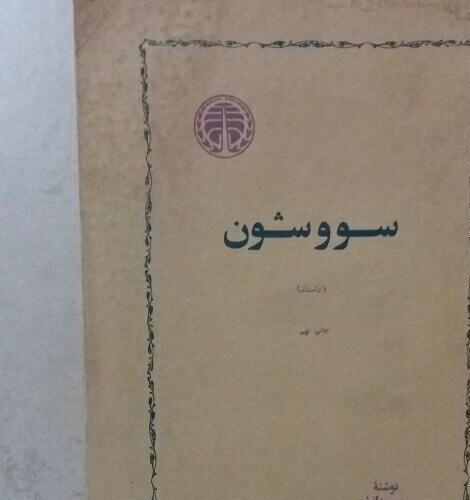 سووشون
(داستان)
چاپ نهم
نوشتهٔ